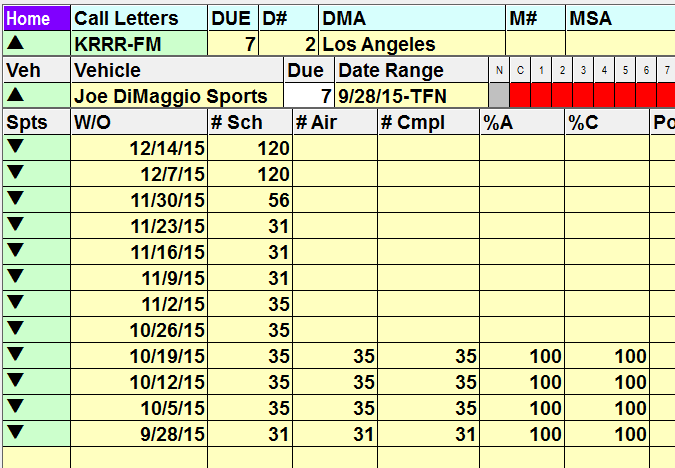 Home Call Letters DUE D# DMA M# MSA
▲ KRRR-FM 7 2 Los Angeles
Veh Vehicle Due Date Range N C 1 2 3 4 5 6 7
▲ Joe DiMaggio Sports 7 9/28/15-TFN
Spts W/O # Sch # Air # Cmpl %A %C Po
▼ 12/14/15 120
▼ 12/7/15 120
▼ 11/30/15 56
▼ 11/23/15 31
▼ 11/16/15 31
▼ 11/9/15 31
▼ 11/2/15 35
▼ 10/26/15 35
▼ 10/19/15 35 35 35 100 100
▼ 10/12/15 35 35 35 100 100
▼ 10/5/15 35 35 35 100 100
▼ 9/28/15 31 31 31 100 100